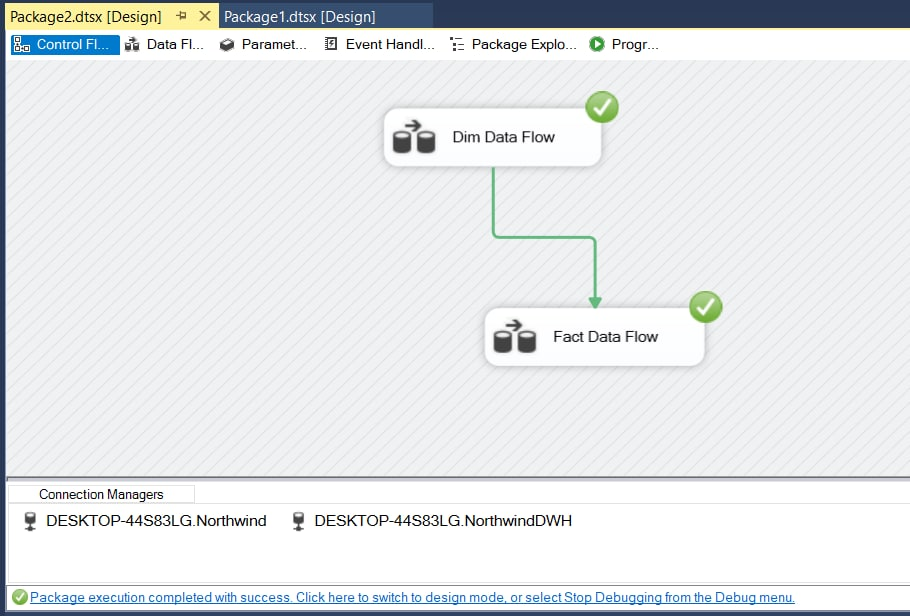 Package2.dtsx [Design] Package1.dtsx [Design]
Control Fl... Data Fl... Paramet... Event Handl... Package Explo... Progr...
Dim Data Flow
Fact Data Flow
Connection Managers
DESKTOP-44S83LG.Northwind DESKTOP-44S83LG.NorthwindDWH
Package execution completed with success. Click here to switch to design mode, or select Stop Debugging from the Debug menu.